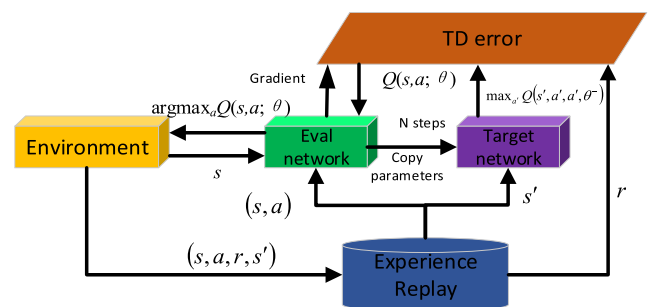 TD error
Gradient
Q(s,a; θ)
max_a' Q(s',a',a',θ⁻)
argmax_a Q(s,a; θ)
N steps
Environment
Eval
network
Target
network
s
Copy
parameters
(s,a)
s'
r
(s,a,r,s')
Experience
Replay